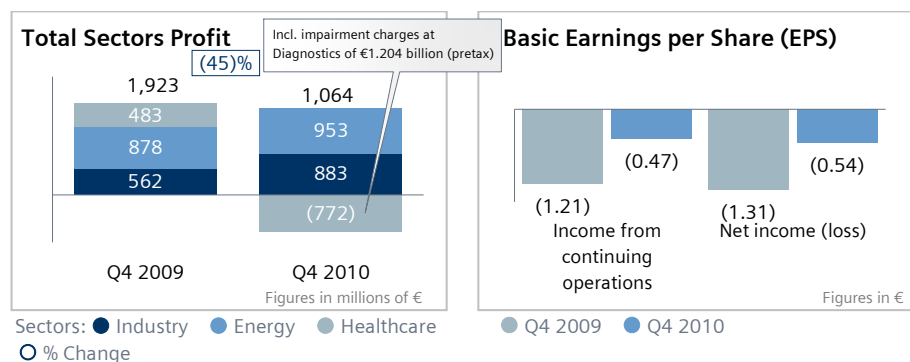 Total Sectors Profit
Incl. impairment charges at
Diagnostics of €1.204 billion (pretax)
(45)%
1,923
1,064
483
878
562
953
883
(772)
Q4 2009
Q4 2010
Figures in millions of €
Sectors: Industry Energy Healthcare
% Change
Basic Earnings per Share (EPS)
(1.21)
(0.47)
(1.31)
(0.54)
Income from
continuing
operations
Net income (loss)
Figures in €
Q4 2009 Q4 2010